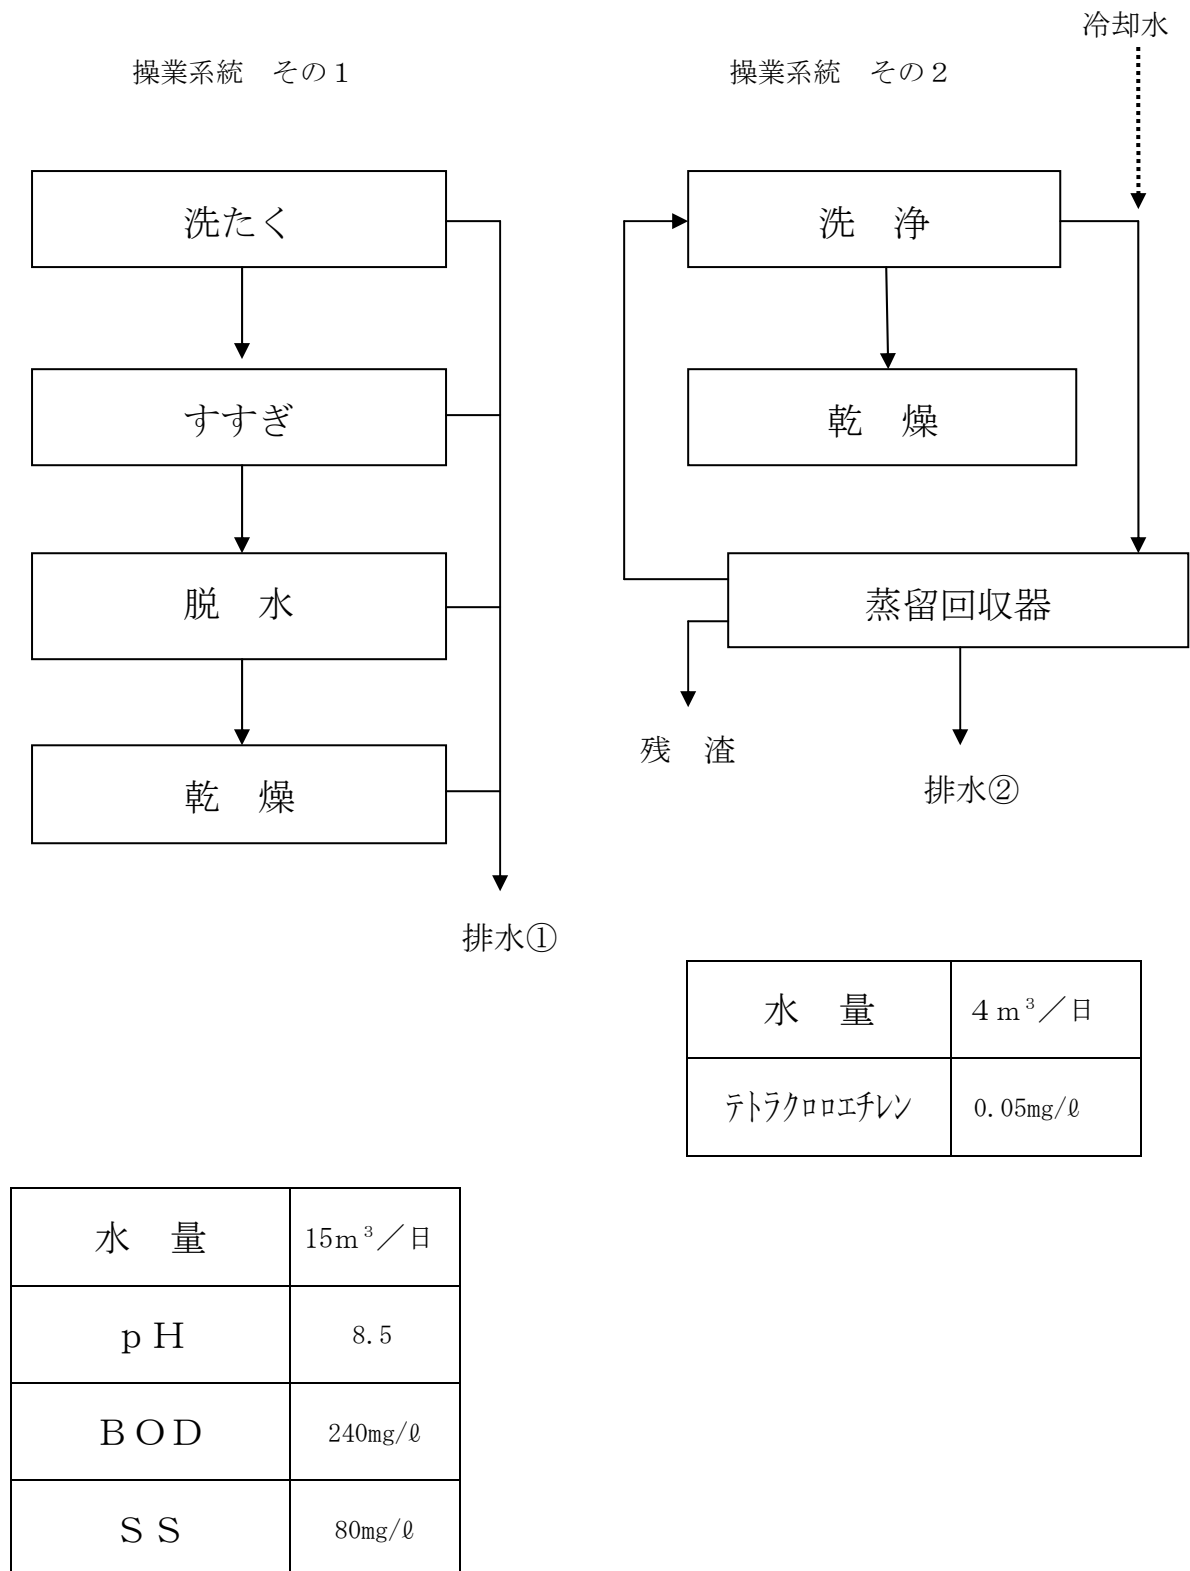 冷却水
操業系統　その１
操業系統　その２
洗たく
すすぎ
脱　水
乾　燥
排水①
洗　浄
乾　燥
蒸留回収器
残　渣
排水②
水　量
４ｍ³／日
テトラクロロエチレン
0.05mg/ℓ
水　量
15ｍ³／日
ｐＨ
8.5
ＢＯＤ
240mg/ℓ
ＳＳ
80mg/ℓ